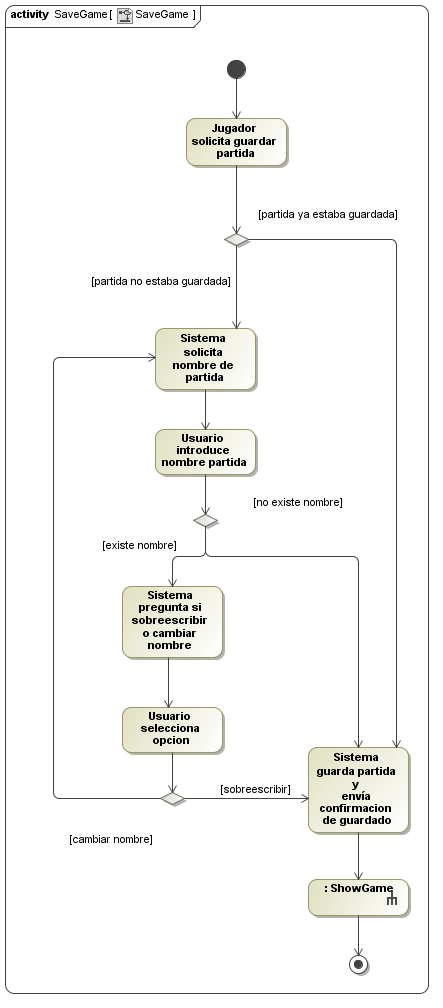 activity SaveGame [ SaveGame ]
Jugador
solicita guardar
partida
[partida ya estaba guardada]
[partida no estaba guardada]
Sistema
solicita
nombre de
partida
Usuario
introduce
nombre partida
[no existe nombre]
[existe nombre]
Sistema
pregunta si
sobreescribir
o cambiar
nombre
Usuario
selecciona
opcion
[sobreescribir]
[cambiar nombre]
Sistema
guarda partida
y
envía
confirmacion
de guardado
: ShowGame